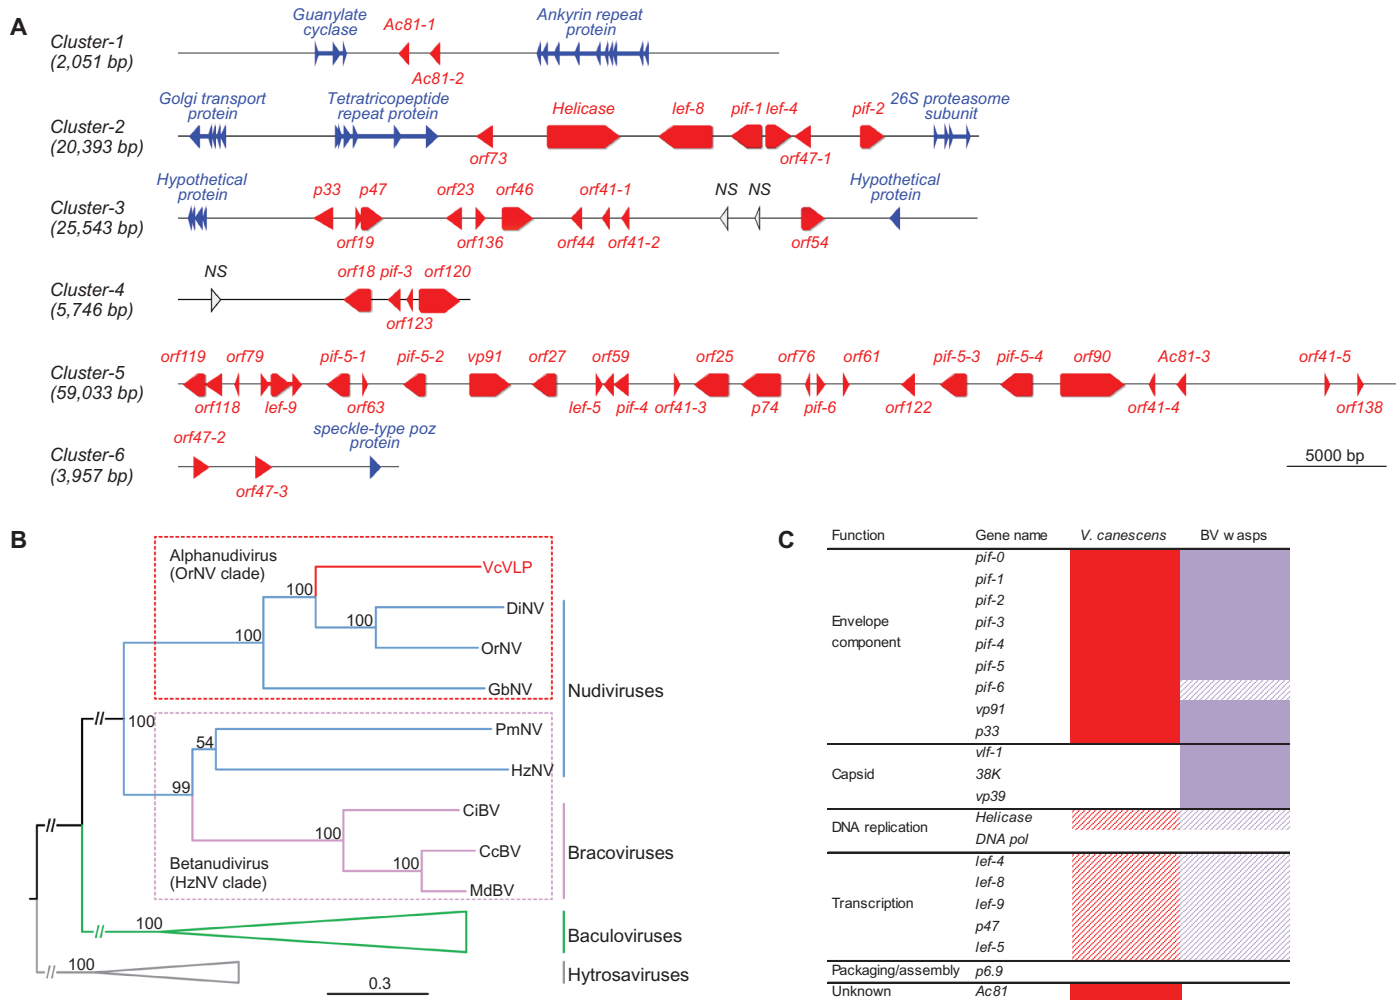 A
Cluster-1
(2,051 bp)
Guanylate
cyclase
Ac81-1
Ac81-2
Ankyrin repeat
protein
Cluster-2
(20,393 bp)
Golgi transport
protein
Tetratricopeptide
repeat protein
orf73
Helicase
lef-8
pif-1
lef-4
orf47-1
pif-2
26S proteasome
subunit
Cluster-3
(25,543 bp)
Hypothetical
protein
p33
orf19
p47
orf23
orf136
orf46
orf44
orf41-1
orf41-2
NS
NS
orf54
Hypothetical
protein
Cluster-4
(5,746 bp)
NS
orf18
pif-3
orf123
orf120
Cluster-5
(59,033 bp)
orf119
orf118
orf79
lef-9
pif-5-1
orf63
pif-5-2
vp91
orf27
lef-5
orf59
pif-4
orf41-3
orf25
p74
orf76
pif-6
orf61
orf122
pif-5-3
pif-5-4
orf90
orf41-4
Ac81-3
orf41-5
orf138
Cluster-6
(3,957 bp)
orf47-2
orf47-3
speckle-type poz
protein
5000 bp
B
Alphanudivirus
(OrNV clade)
VcVLP
DiNV
OrNV
GbNV
100
100
100
Nudiviruses
100
PmNV
HzNV
54
99
CiBV
CcBV
MdBV
100
100
Bracoviruses
Betanudivirus
(HzNV clade)
100
Baculoviruses
100
Hytrosaviruses
0.3
C
Function Gene name V. canescens BV wasps
Envelope
component
pif-0
pif-1
pif-2
pif-3
pif-4
pif-5
pif-6
vp91
p33
Capsid
vlf-1
38K
vp39
DNA replication
Helicase
DNA pol
Transcription
lef-4
lef-8
lef-9
p47
lef-5
Packaging/assembly p6.9
Unknown Ac81